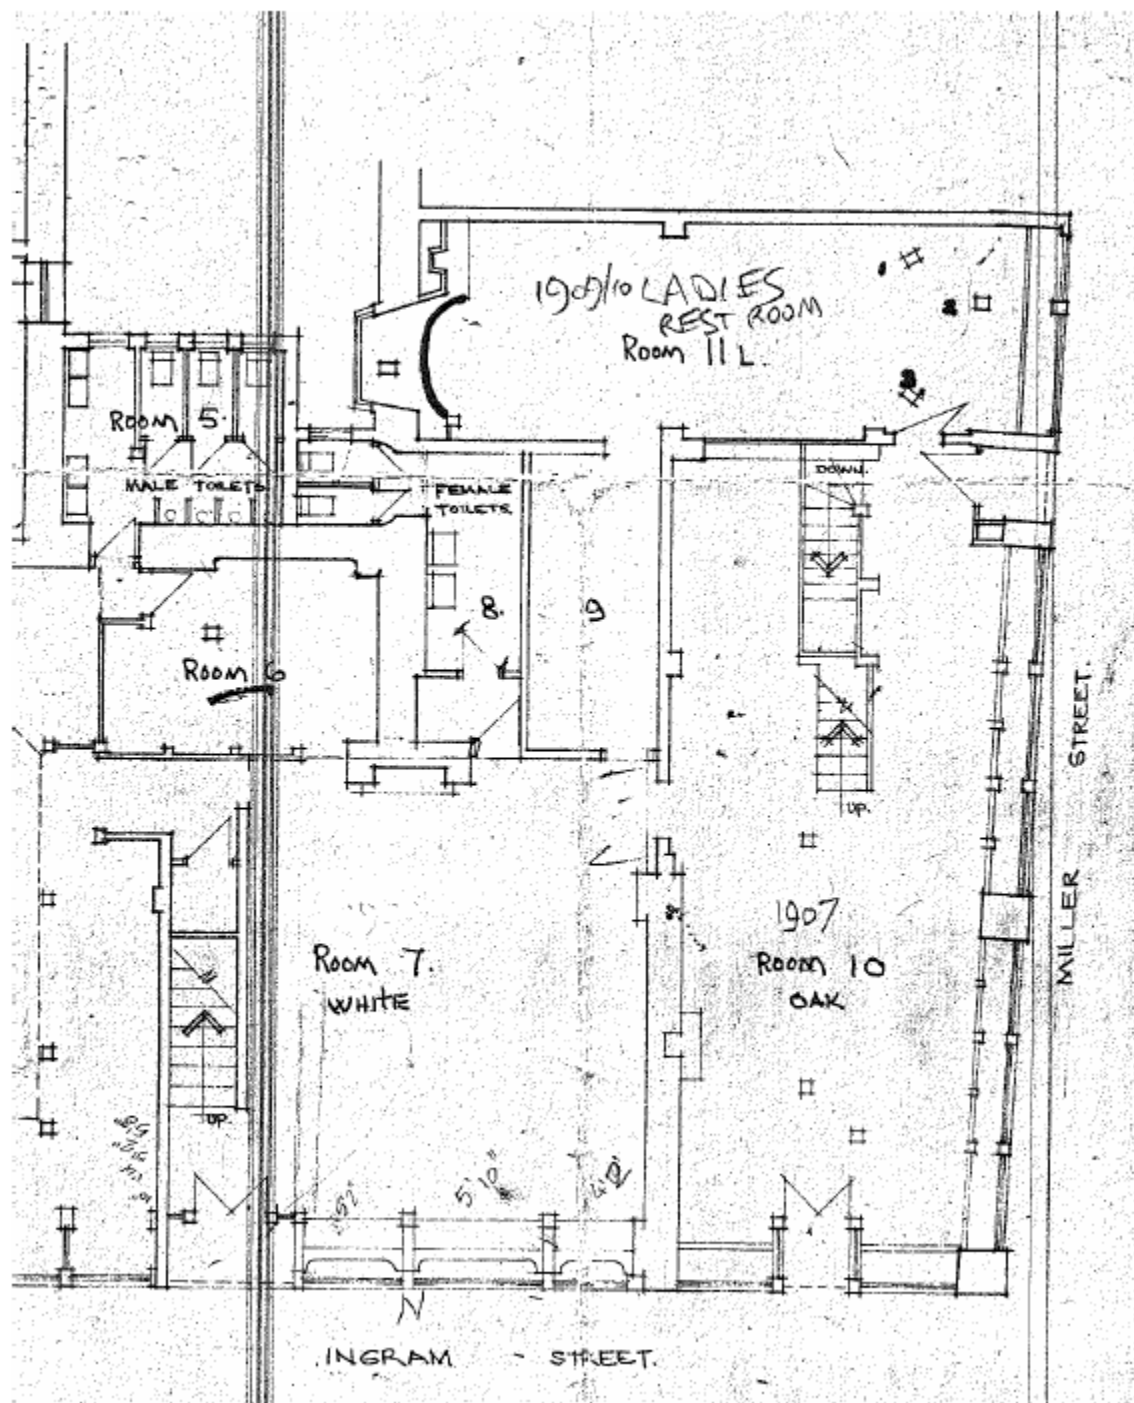 1909/10 LADIES
REST ROOM
ROOM 11 L.
ROOM 5.
MALE TOILETS
FEMALE
TOILETS.
DOWN.
8.
9
ROOM 6
STREET.
MILLER
UP.
1907
ROOM 10
OAK
ROOM 7.
WHITE
UP.
5'10"
N
INGRAM - STREET.